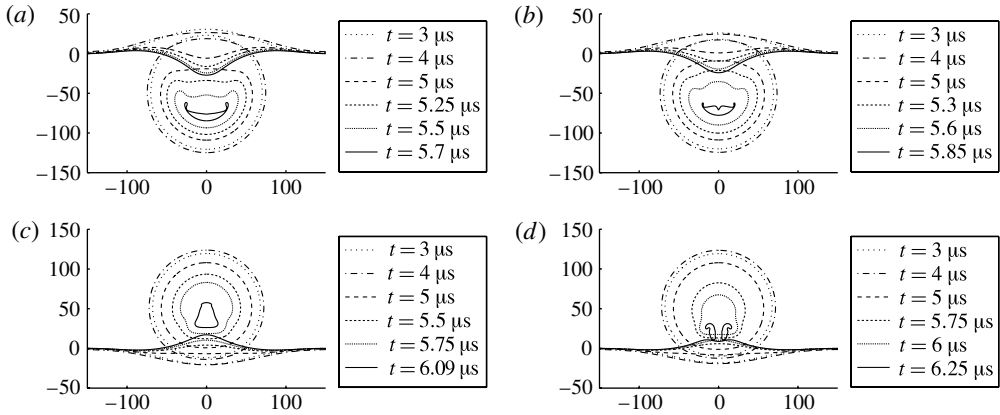 (a)
50
0
−50
−100
−150
−100
0
100
t = 3 μs
t = 4 μs
t = 5 μs
t = 5.25 μs
t = 5.5 μs
t = 5.7 μs
(b)
50
0
−50
−100
−150
−100
0
100
t = 3 μs
t = 4 μs
t = 5 μs
t = 5.3 μs
t = 5.6 μs
t = 5.85 μs
(c)
150
100
50
0
−50
−100
0
100
t = 3 μs
t = 4 μs
t = 5 μs
t = 5.5 μs
t = 5.75 μs
t = 6.09 μs
(d)
150
100
50
0
−50
−100
0
100
t = 3 μs
t = 4 μs
t = 5 μs
t = 5.75 μs
t = 6 μs
t = 6.25 μs